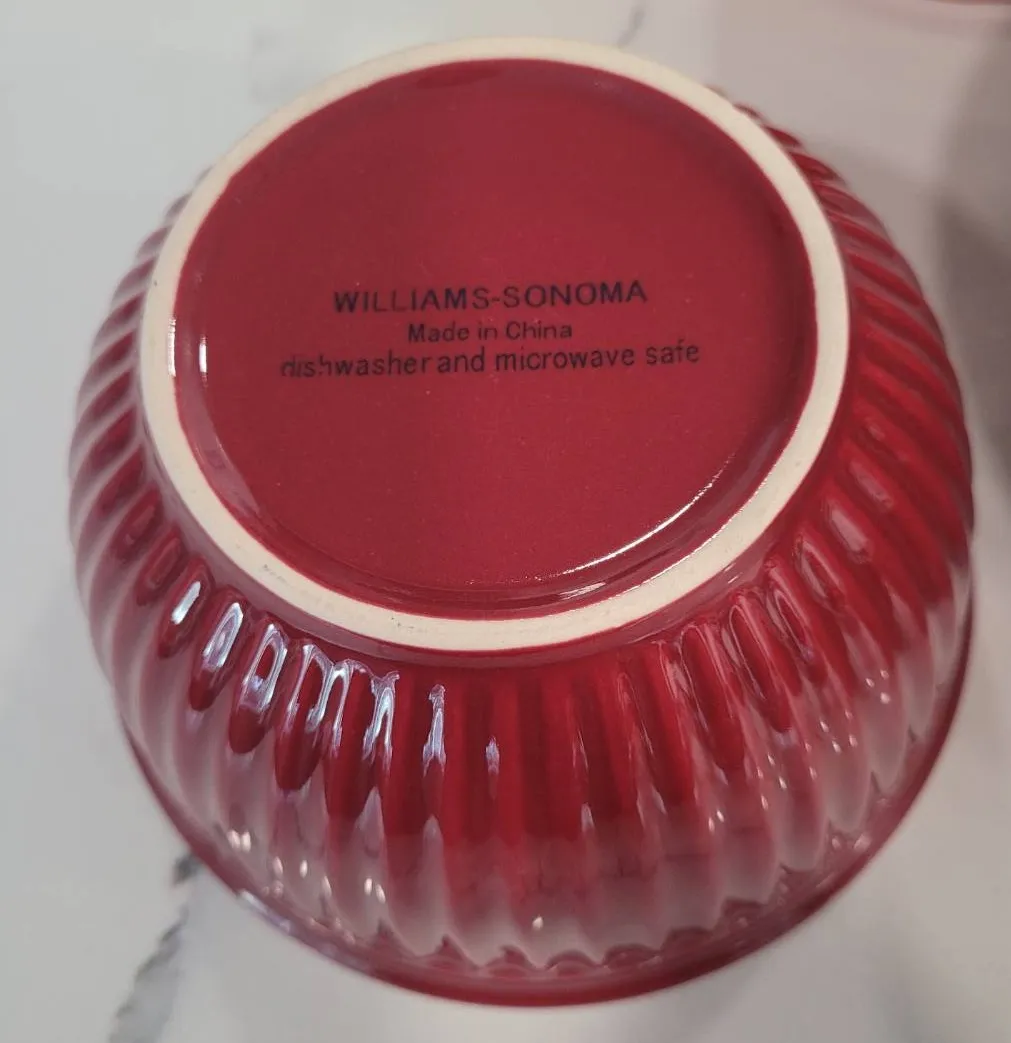 WILLIAMS-SONOMA
Made in China
dishwasher and microwave safe